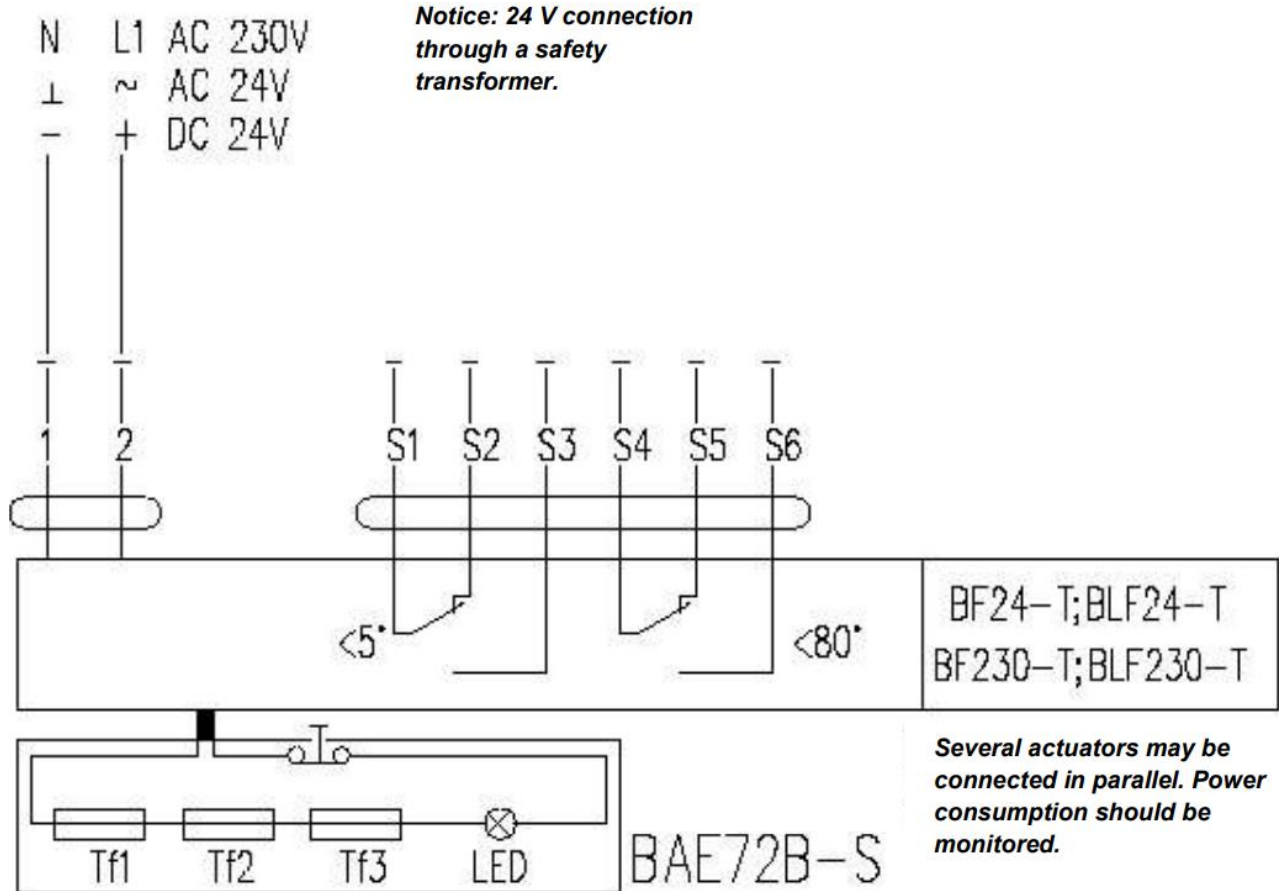 N L1 AC 230V
⊥ ~ AC 24V
- + DC 24V
Notice: 24 V connection
through a safety
transformer.
1 2 S1 S2 S3 S4 S5 S6
<5° <80°
BF24-T;BLF24-T
BF230-T;BLF230-T
Tf1 Tf2 Tf3 LED
BAE72B-S
Several actuators may be
connected in parallel. Power
consumption should be
monitored.